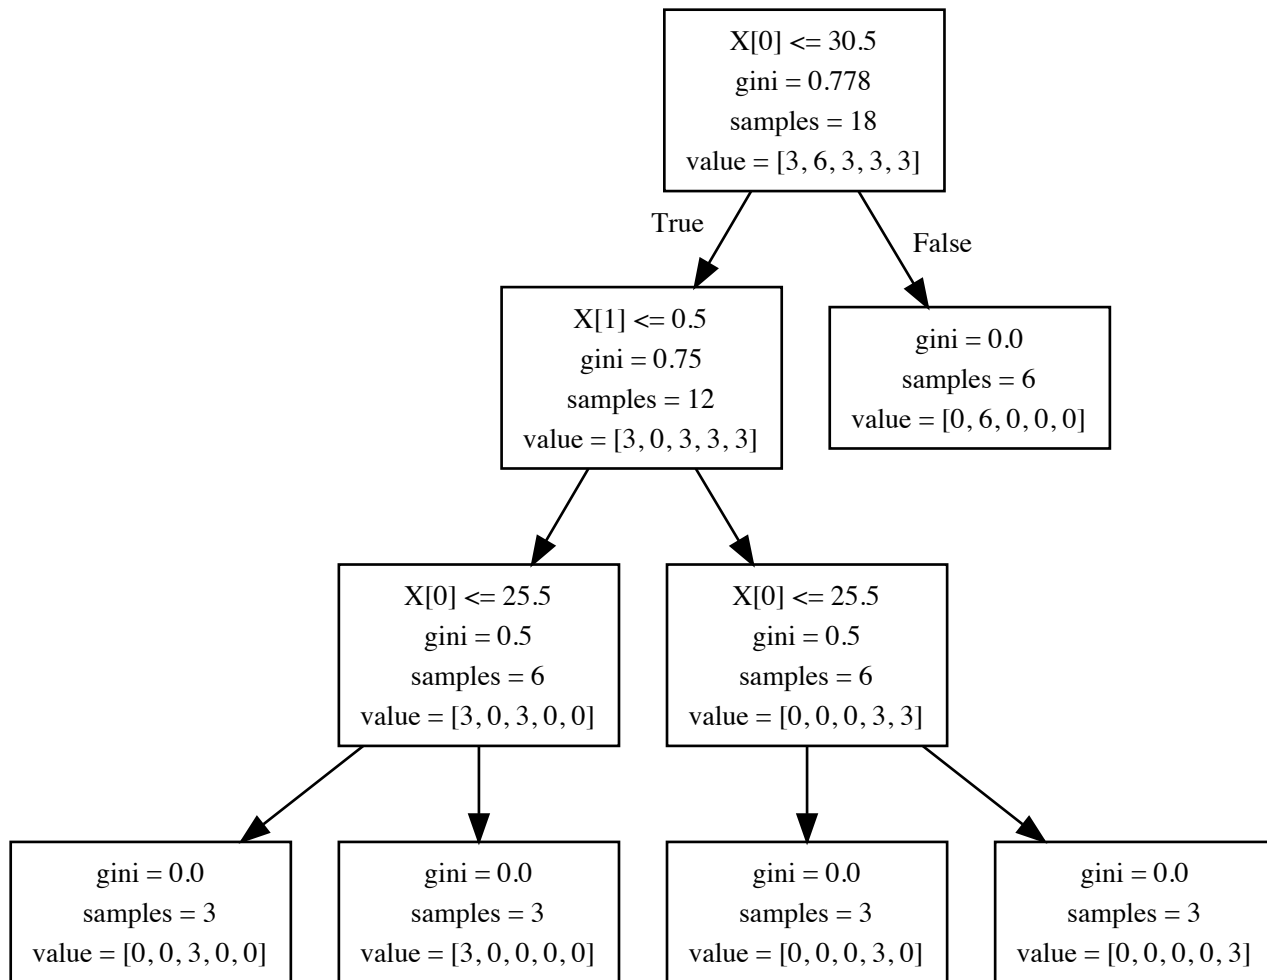 X[0] <= 30.5
gini = 0.778
samples = 18
value = [3, 6, 3, 3, 3]
True
False
X[1] <= 0.5
gini = 0.75
samples = 12
value = [3, 0, 3, 3, 3]
gini = 0.0
samples = 6
value = [0, 6, 0, 0, 0]
X[0] <= 25.5
gini = 0.5
samples = 6
value = [3, 0, 3, 0, 0]
X[0] <= 25.5
gini = 0.5
samples = 6
value = [0, 0, 0, 3, 3]
gini = 0.0
samples = 3
value = [0, 0, 3, 0, 0]
gini = 0.0
samples = 3
value = [3, 0, 0, 0, 0]
gini = 0.0
samples = 3
value = [0, 0, 0, 3, 0]
gini = 0.0
samples = 3
value = [0, 0, 0, 0, 3]